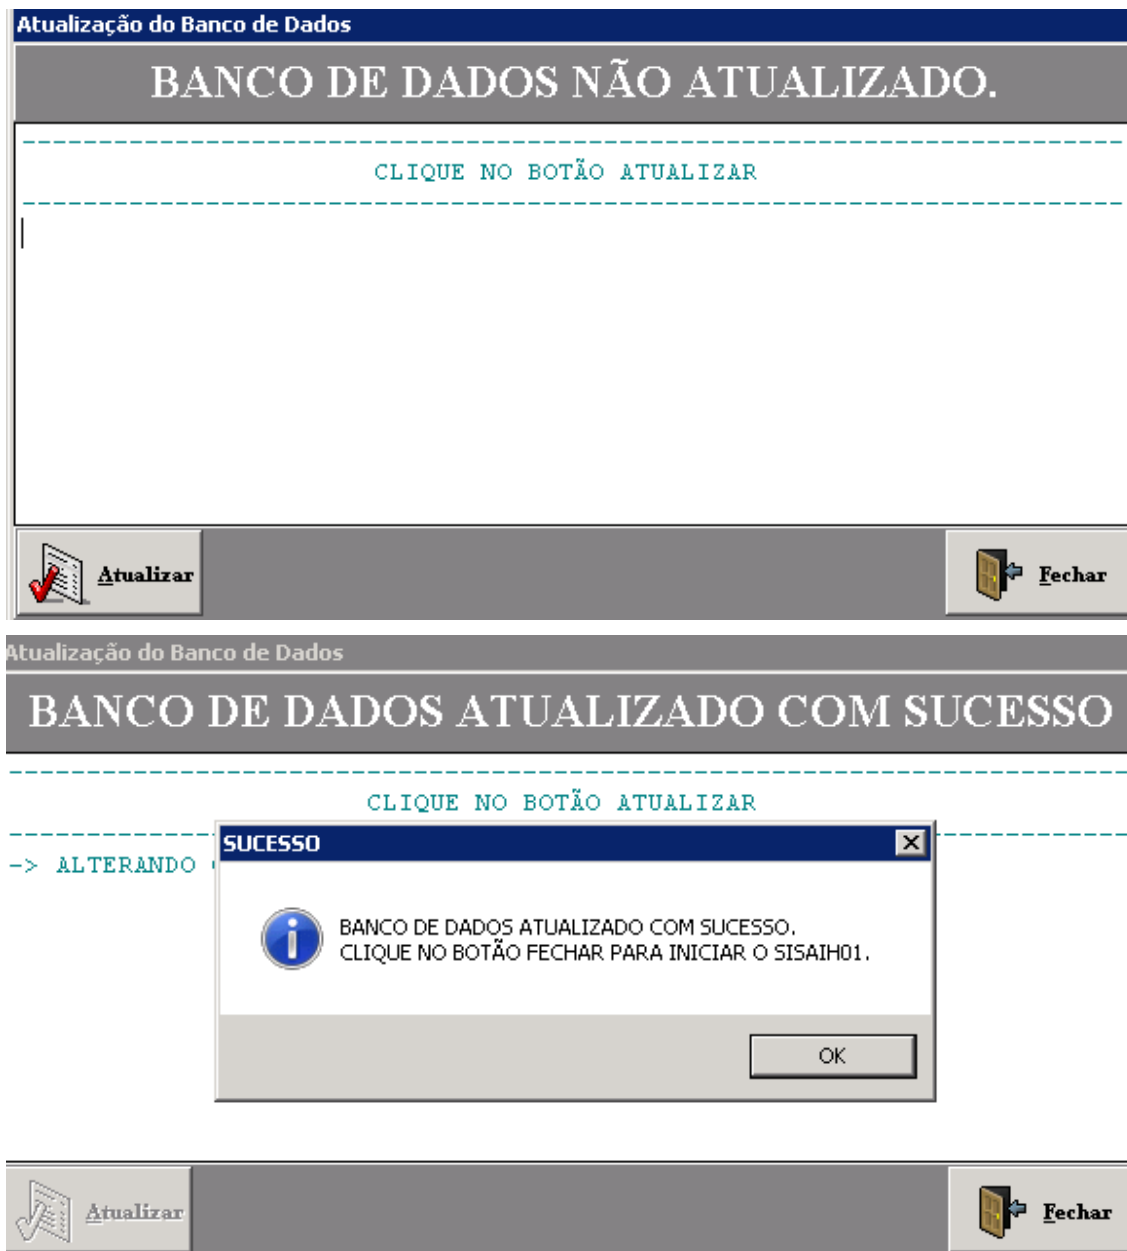 Atualização do Banco de Dados
BANCO DE DADOS NÃO ATUALIZADO.
------------------------------------------------------------------------
CLIQUE NO BOTÃO ATUALIZAR
------------------------------------------------------------------------
Atualizar
Fechar
Atualização do Banco de Dados
BANCO DE DADOS ATUALIZADO COM SUCESSO
------------------------------------------------------------------------
CLIQUE NO BOTÃO ATUALIZAR
------------------------------------------------------------------------
-> ALTERANDO
SUCESSO
BANCO DE DADOS ATUALIZADO COM SUCESSO.
CLIQUE NO BOTÃO FECHAR PARA INICIAR O SISAIH01.
OK
Atualizar
Fechar